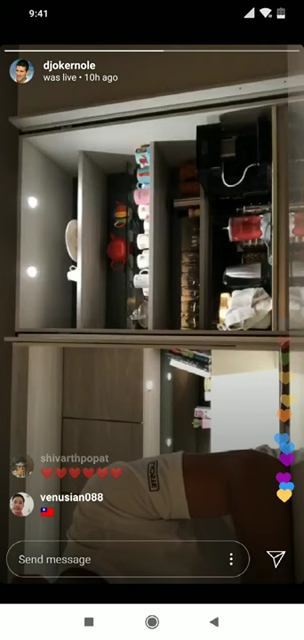 9:41
djokernole
was live • 10h ago
shivarthpopat
❤️❤️❤️❤️❤️❤️
venusian088
🇹🇼
Send message